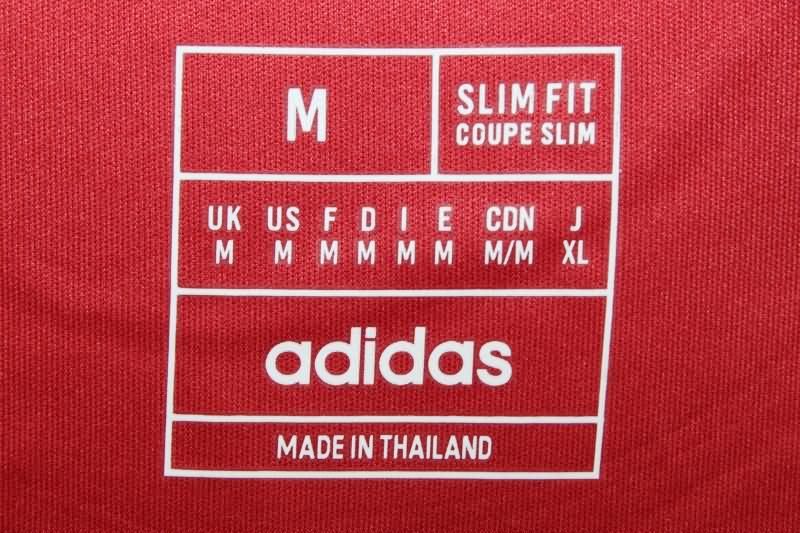 M
SLIM FIT
COUPE SLIM
UK US F D I E CDN J
M M M M M M M/M XL
adidas
MADE IN THAILAND